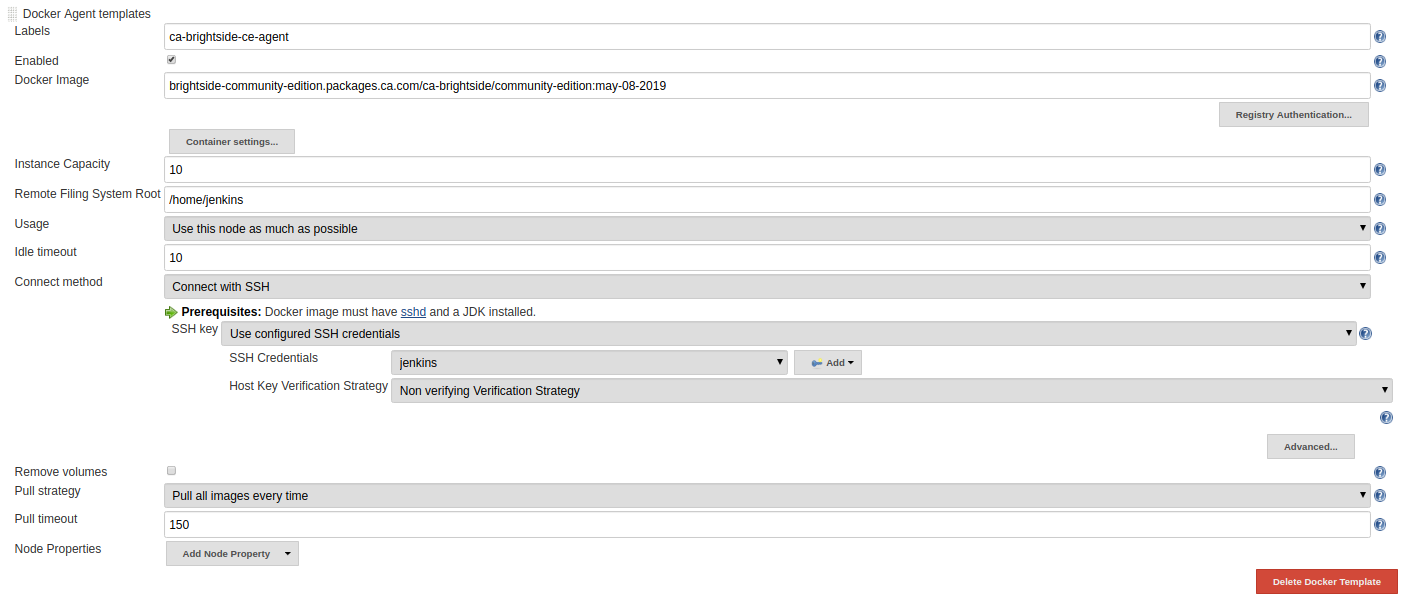 Docker Agent templates
Labels
ca-brightside-ce-agent
Enabled
Docker Image
brightside-community-edition.packages.ca.com/ca-brightside/community-edition:may-08-2019
Registry Authentication...
Container settings...
Instance Capacity
10
Remote Filing System Root
/home/jenkins
Usage
Use this node as much as possible
Idle timeout
10
Connect method
Connect with SSH
Prerequisites: Docker image must have sshd and a JDK installed.
SSH key
Use configured SSH credentials
SSH Credentials
jenkins
Add
Host Key Verification Strategy
Non verifying Verification Strategy
Advanced...
Remove volumes
Pull strategy
Pull all images every time
Pull timeout
150
Node Properties
Add Node Property
Delete Docker Template